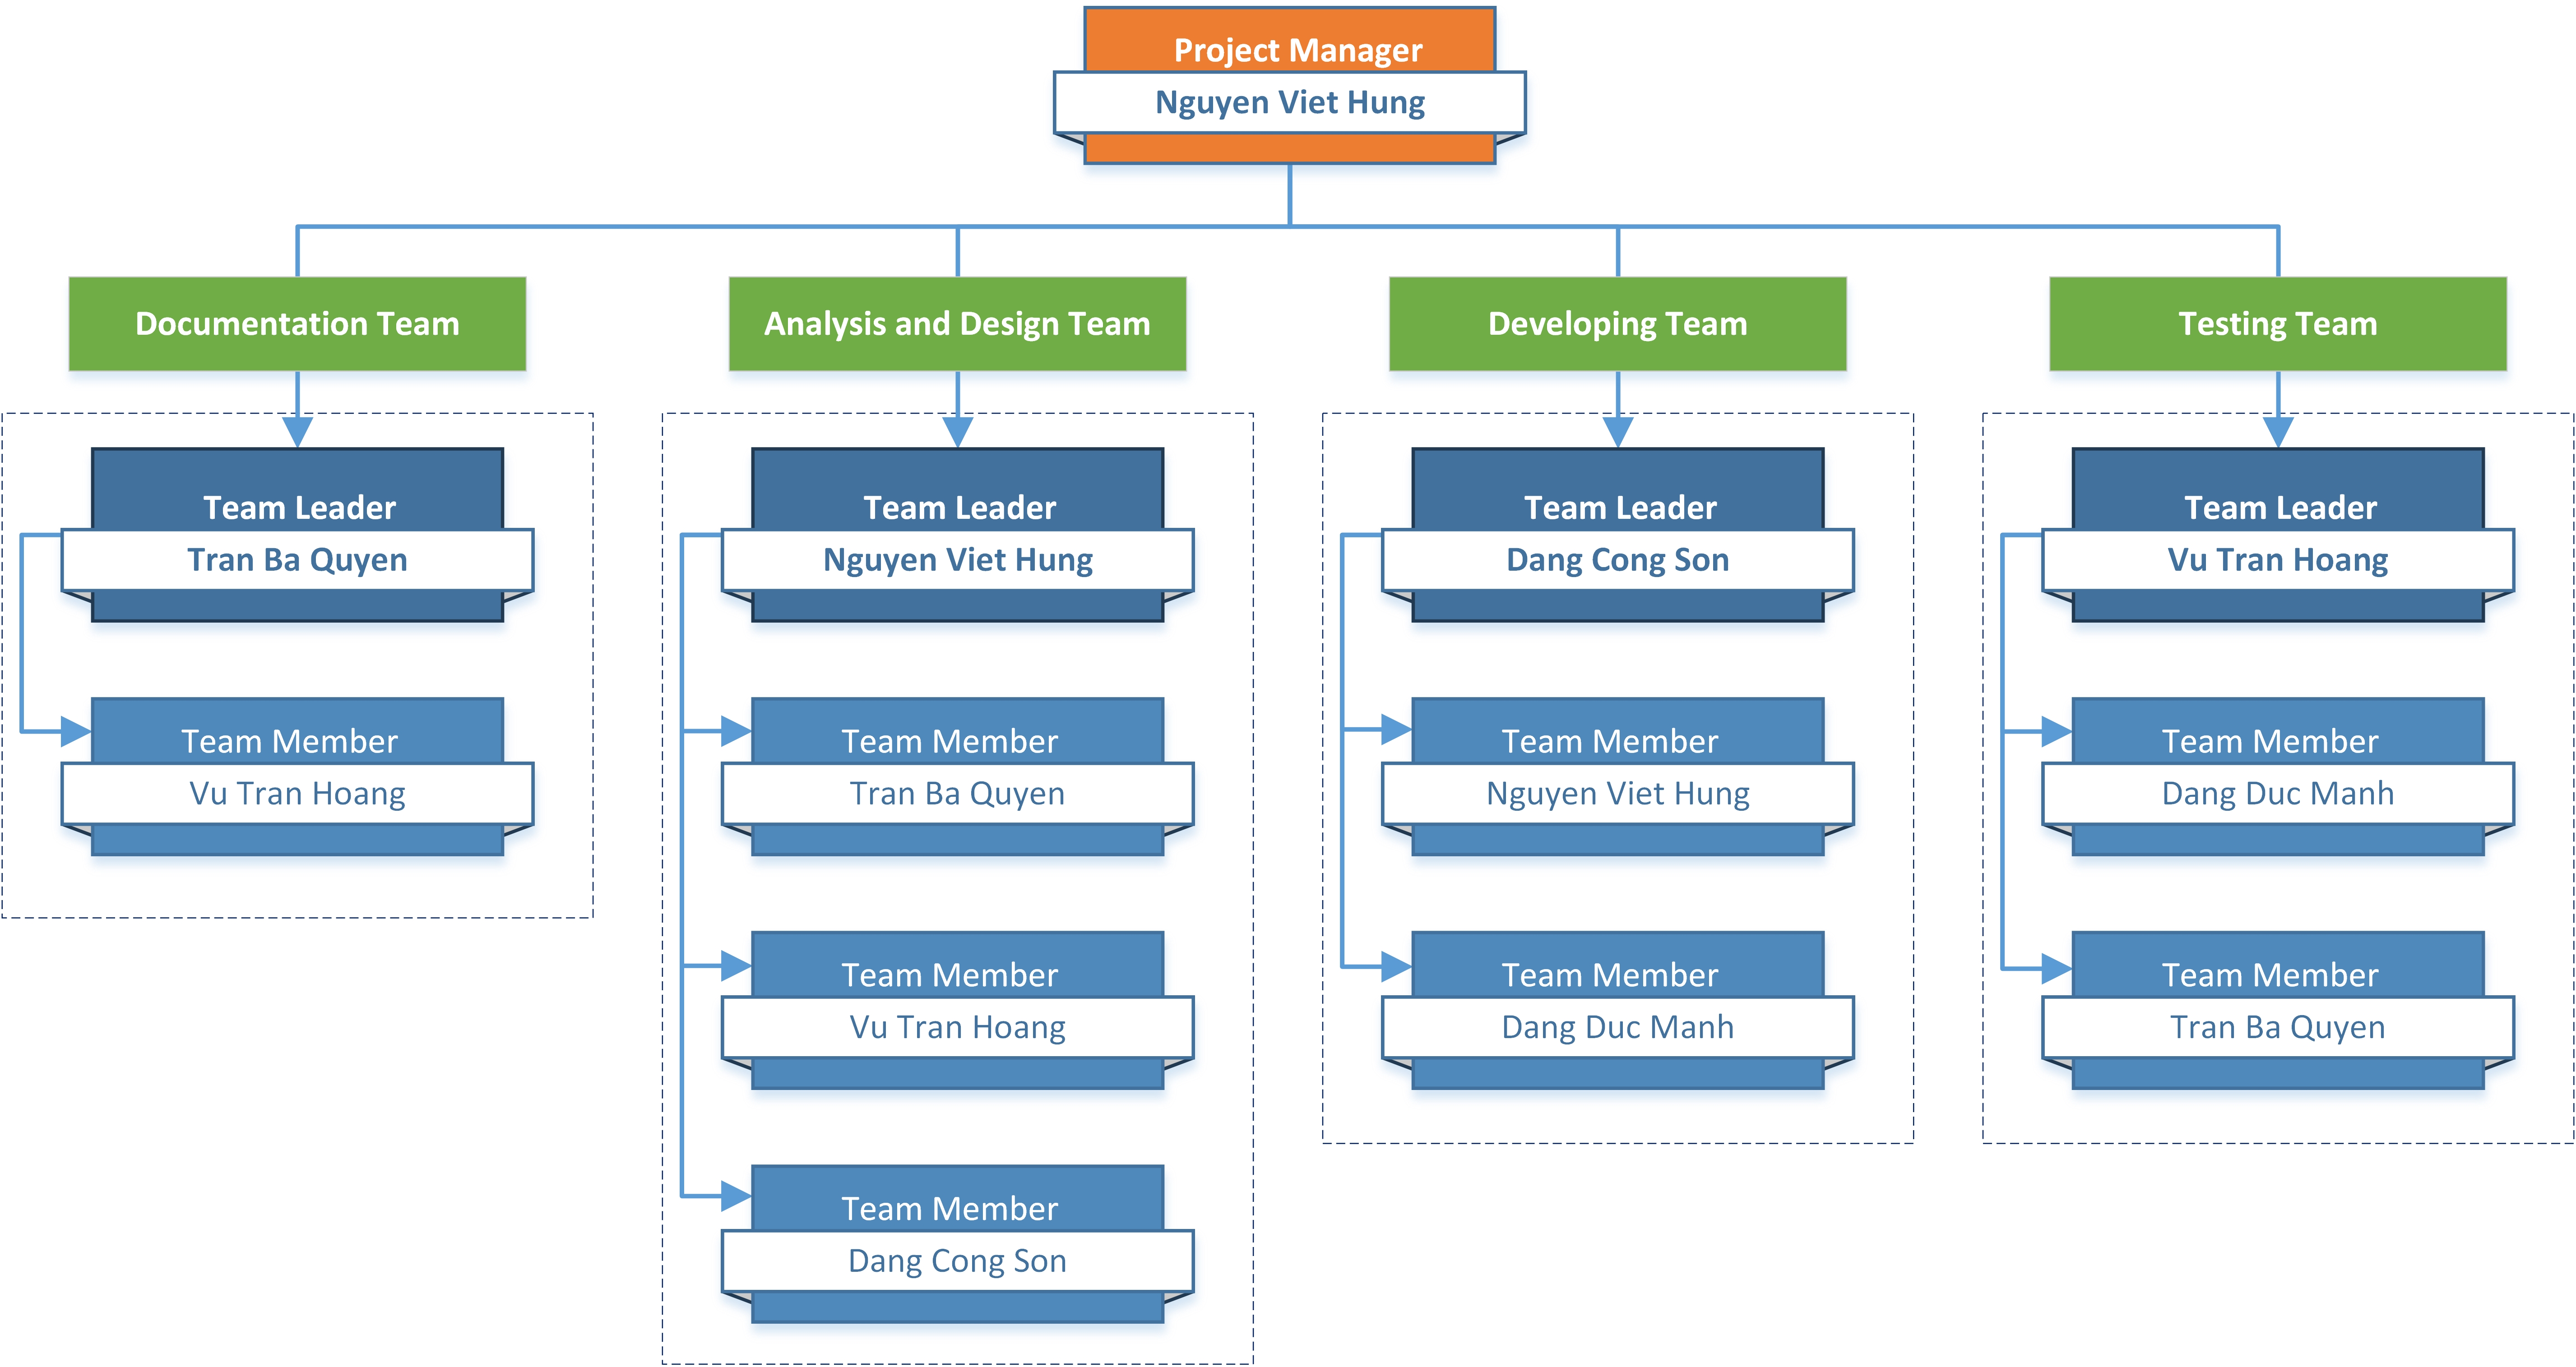 Project Manager
Nguyen Viet Hung
Documentation Team
Analysis and Design Team
Developing Team
Testing Team
Team Leader
Tran Ba Quyen
Team Member
Vu Tran Hoang
Team Leader
Nguyen Viet Hung
Team Member
Tran Ba Quyen
Team Member
Vu Tran Hoang
Team Member
Dang Cong Son
Team Leader
Dang Cong Son
Team Member
Nguyen Viet Hung
Team Member
Dang Duc Manh
Team Leader
Vu Tran Hoang
Team Member
Dang Duc Manh
Team Member
Tran Ba Quyen